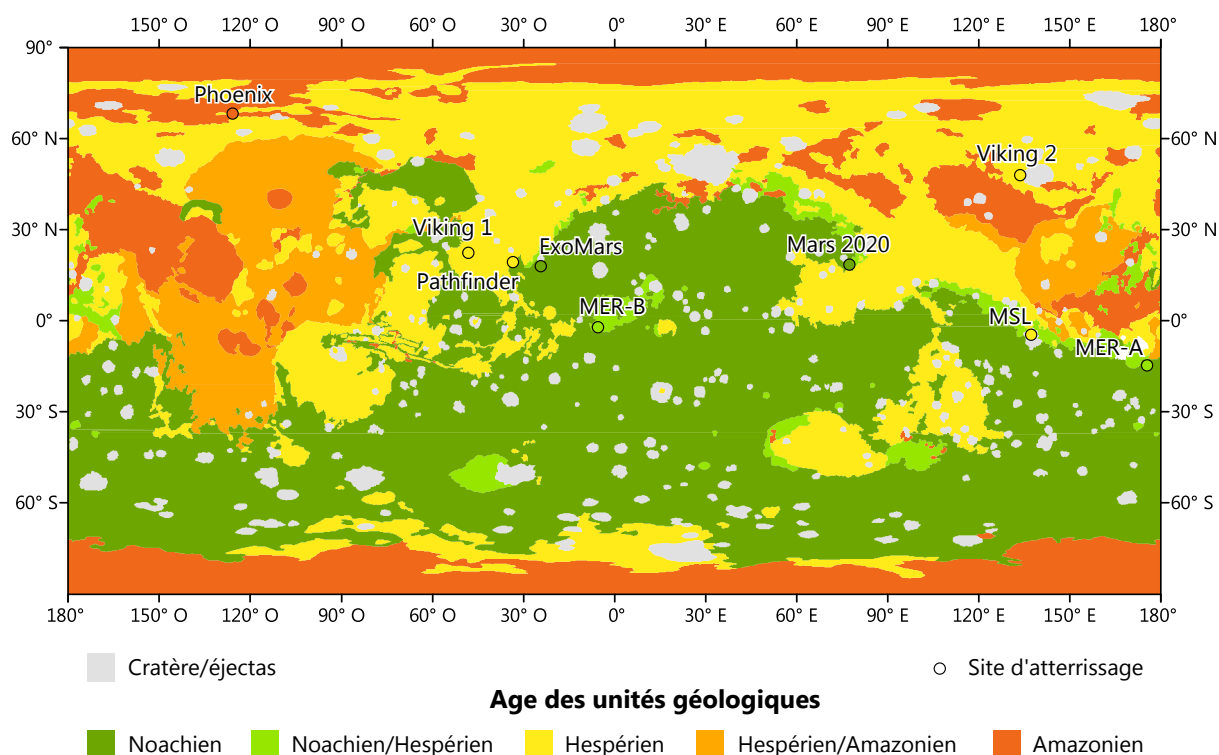 150° O 120° O 90° O 60° O 30° O 0° 30° E 60° E 90° E 120° E 150° E 180°
90°
Phoenix
60° N 60° N
Viking 2
30° N 30° N
Viking 1
ExoMars
Mars 2020
Pathfinder
MER-B
MSL
0° 0°
MER-A
30° S 30° S
60° S 60° S
180° 150° O 120° O 90° O 60° O 30° O 0° 30° E 60° E 90° E 120° E 150° E 180°
Cratère/éjectas Site d'atterrissage
Age des unités géologiques
Noachien Noachien/Hespérien Hespérien Hespérien/Amazonien Amazonien